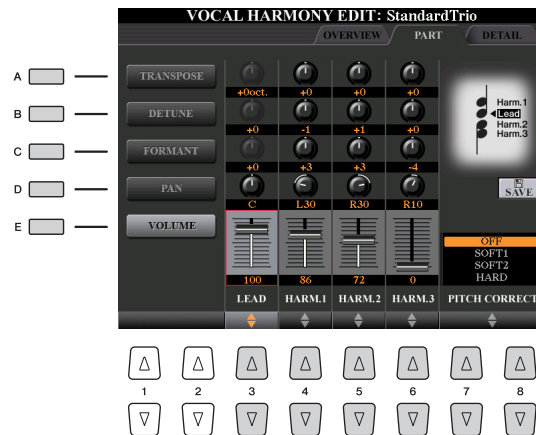 VOCAL HARMONY EDIT: StandardTrio
OVERVIEW PART DETAIL
A TRANSPOSE +0oct. +0 +0 +0
Harm.1
Lead
Harm.2
Harm.3
B DETUNE +0 -1 +1 +0
C FORMANT +0 +3 +3 -4
D PAN C L30 R30 R10
SAVE
E VOLUME 100 86 72 0
OFF
SOFT1
SOFT2
HARD
LEAD HARM.1 HARM.2 HARM.3 PITCH CORRECT
1 2 3 4 5 6 7 8